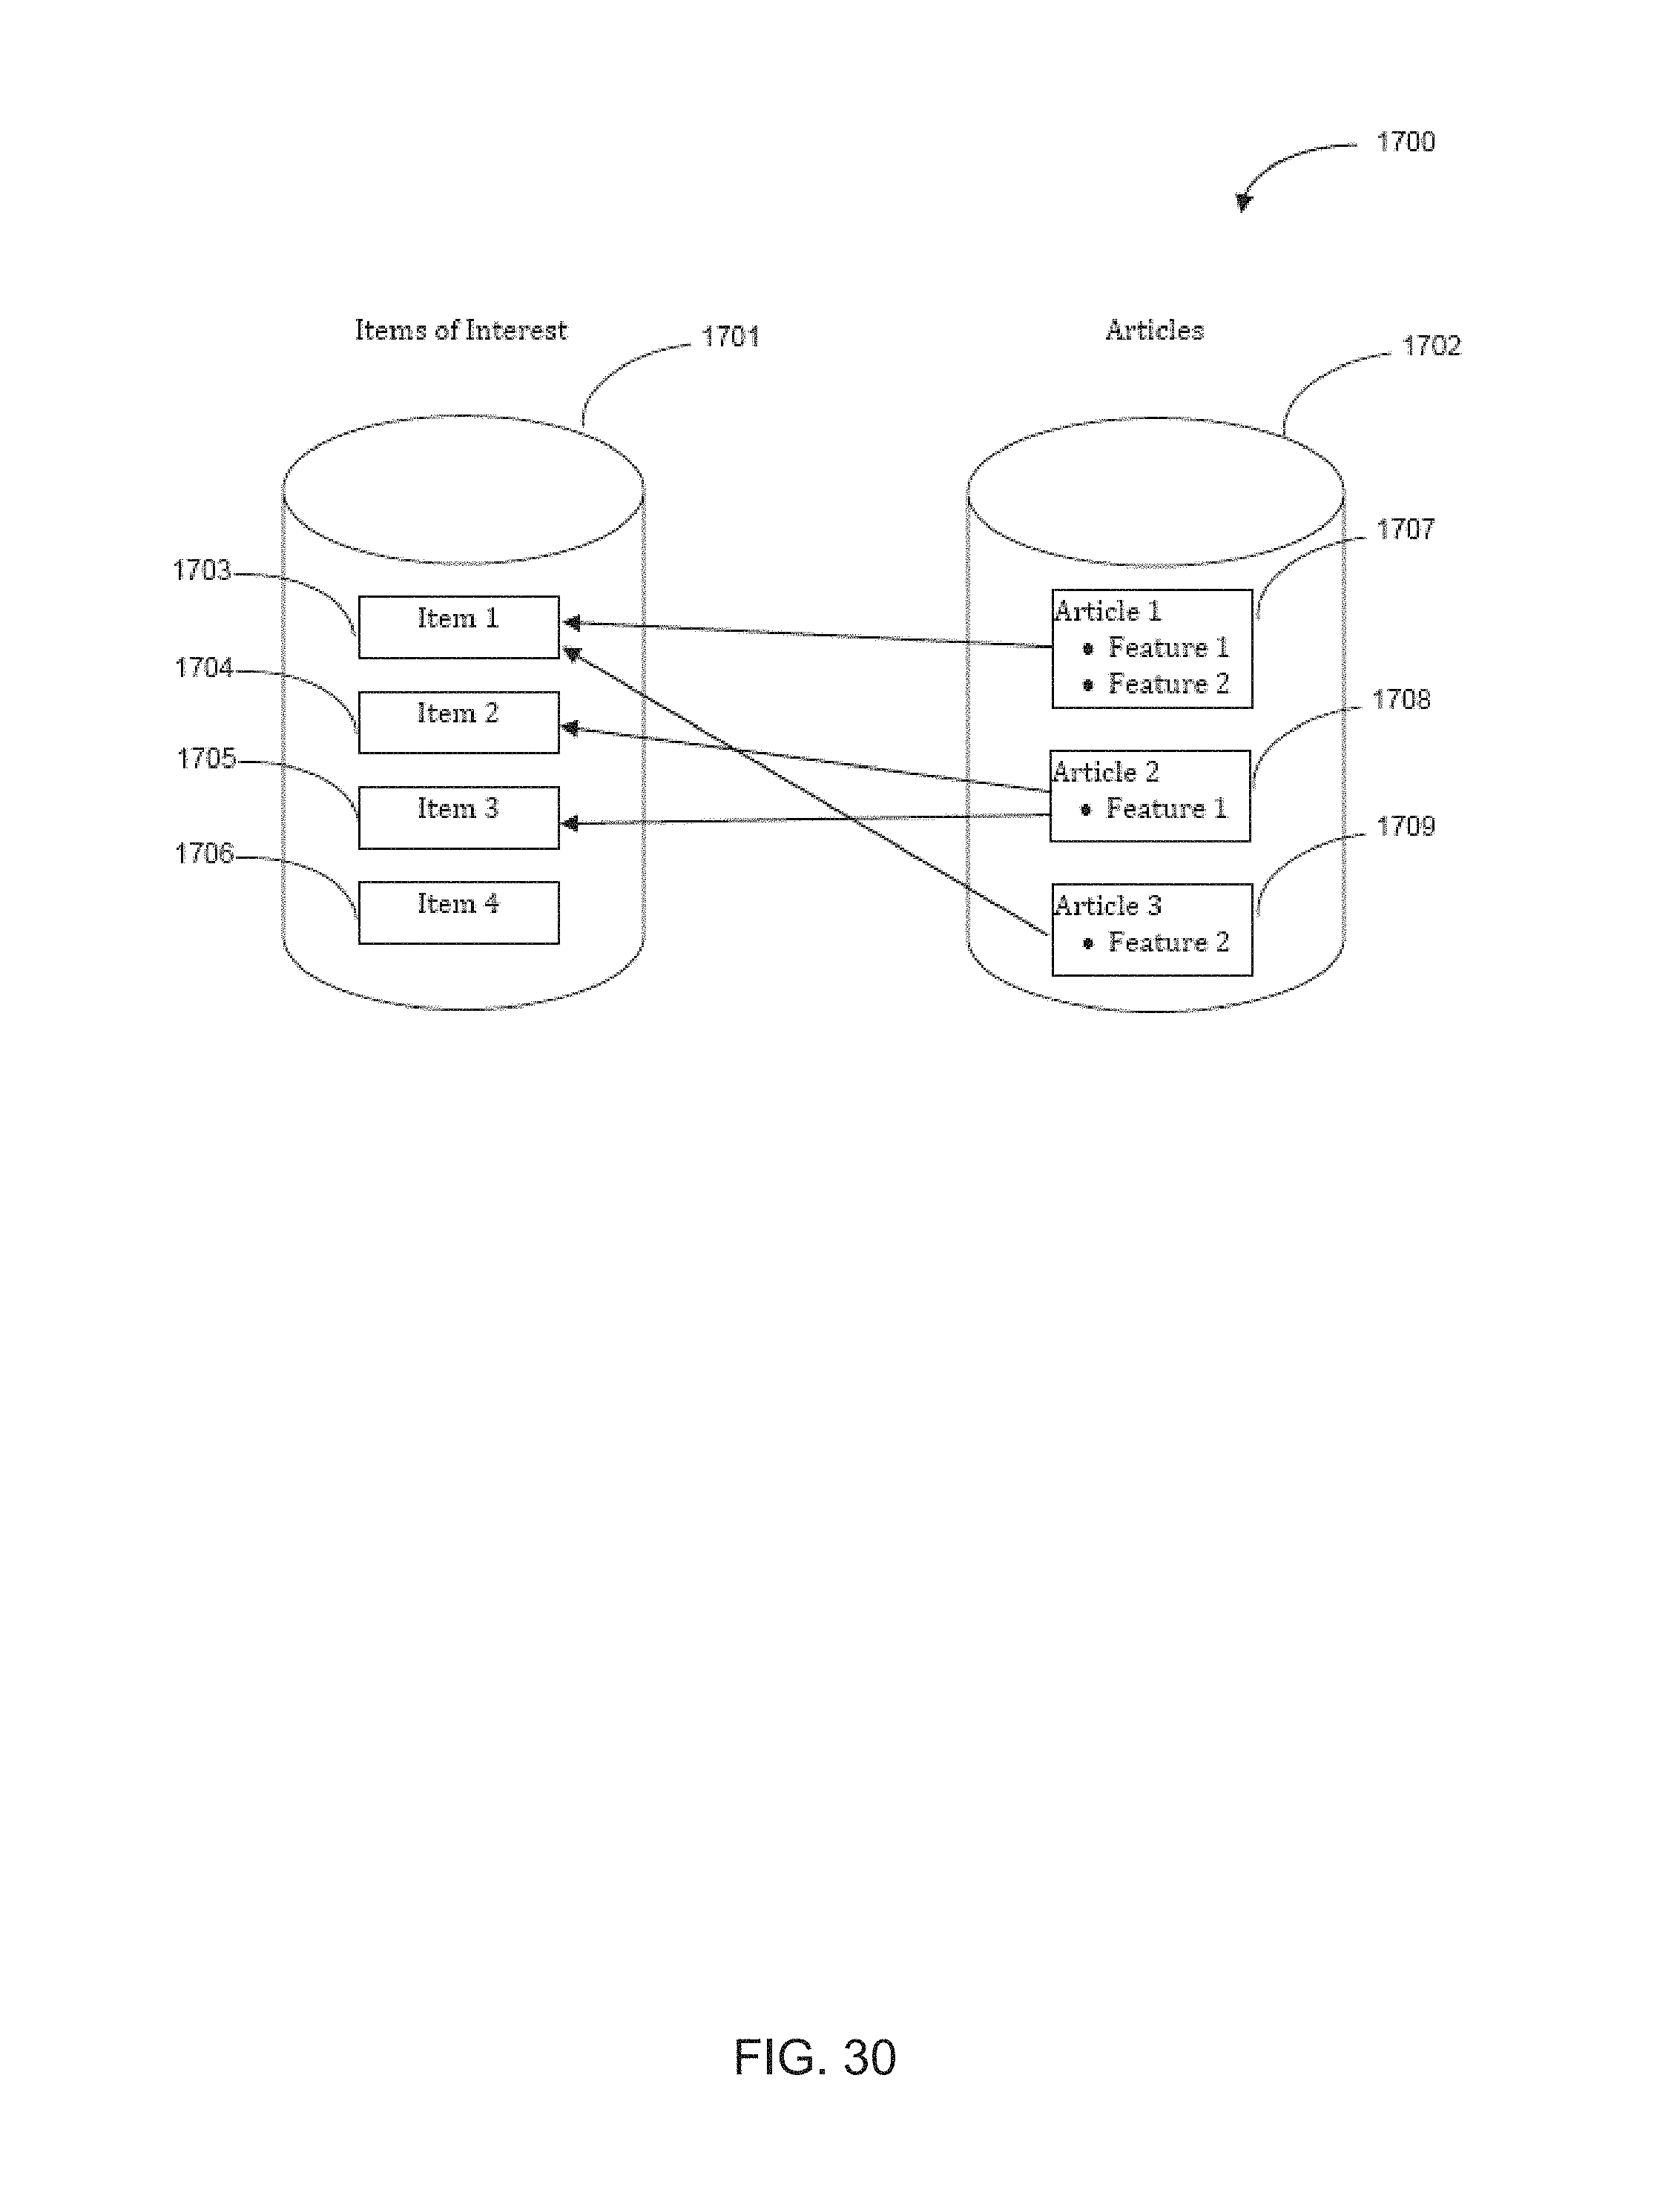 1700
Items of Interest
1701
Articles
1702
1703
Item 1
1704
Item 2
1705
Item 3
1706
Item 4
1707
Article 1
• Feature 1
• Feature 2
1708
Article 2
• Feature 1
1709
Article 3
• Feature 2
FIG. 30